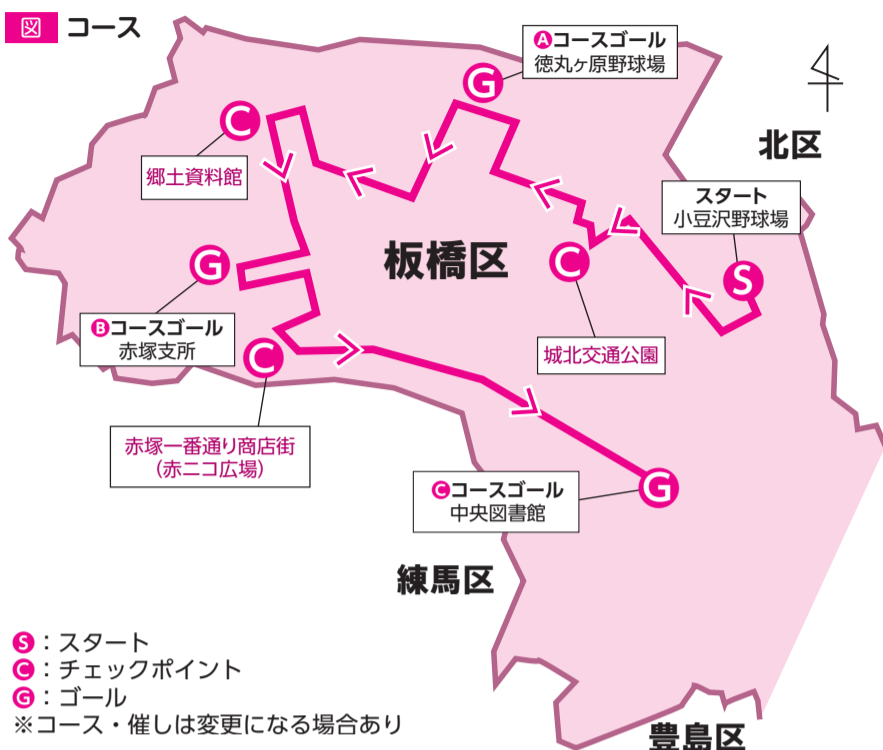 図 コース
Ⓐコースゴール
徳丸ヶ原野球場
G
C
北区
郷土資料館
スタート
小豆沢野球場
板橋区
G
C
S
Ⓑコースゴール
赤塚支所
城北交通公園
C
赤塚一番通り商店街
(赤ニコ広場)
Ⓒコースゴール
中央図書館
G
練馬区
Ⓢ：スタート
Ⓒ：チェックポイント
Ⓖ：ゴール
※コース・催しは変更になる場合あり
豊島区